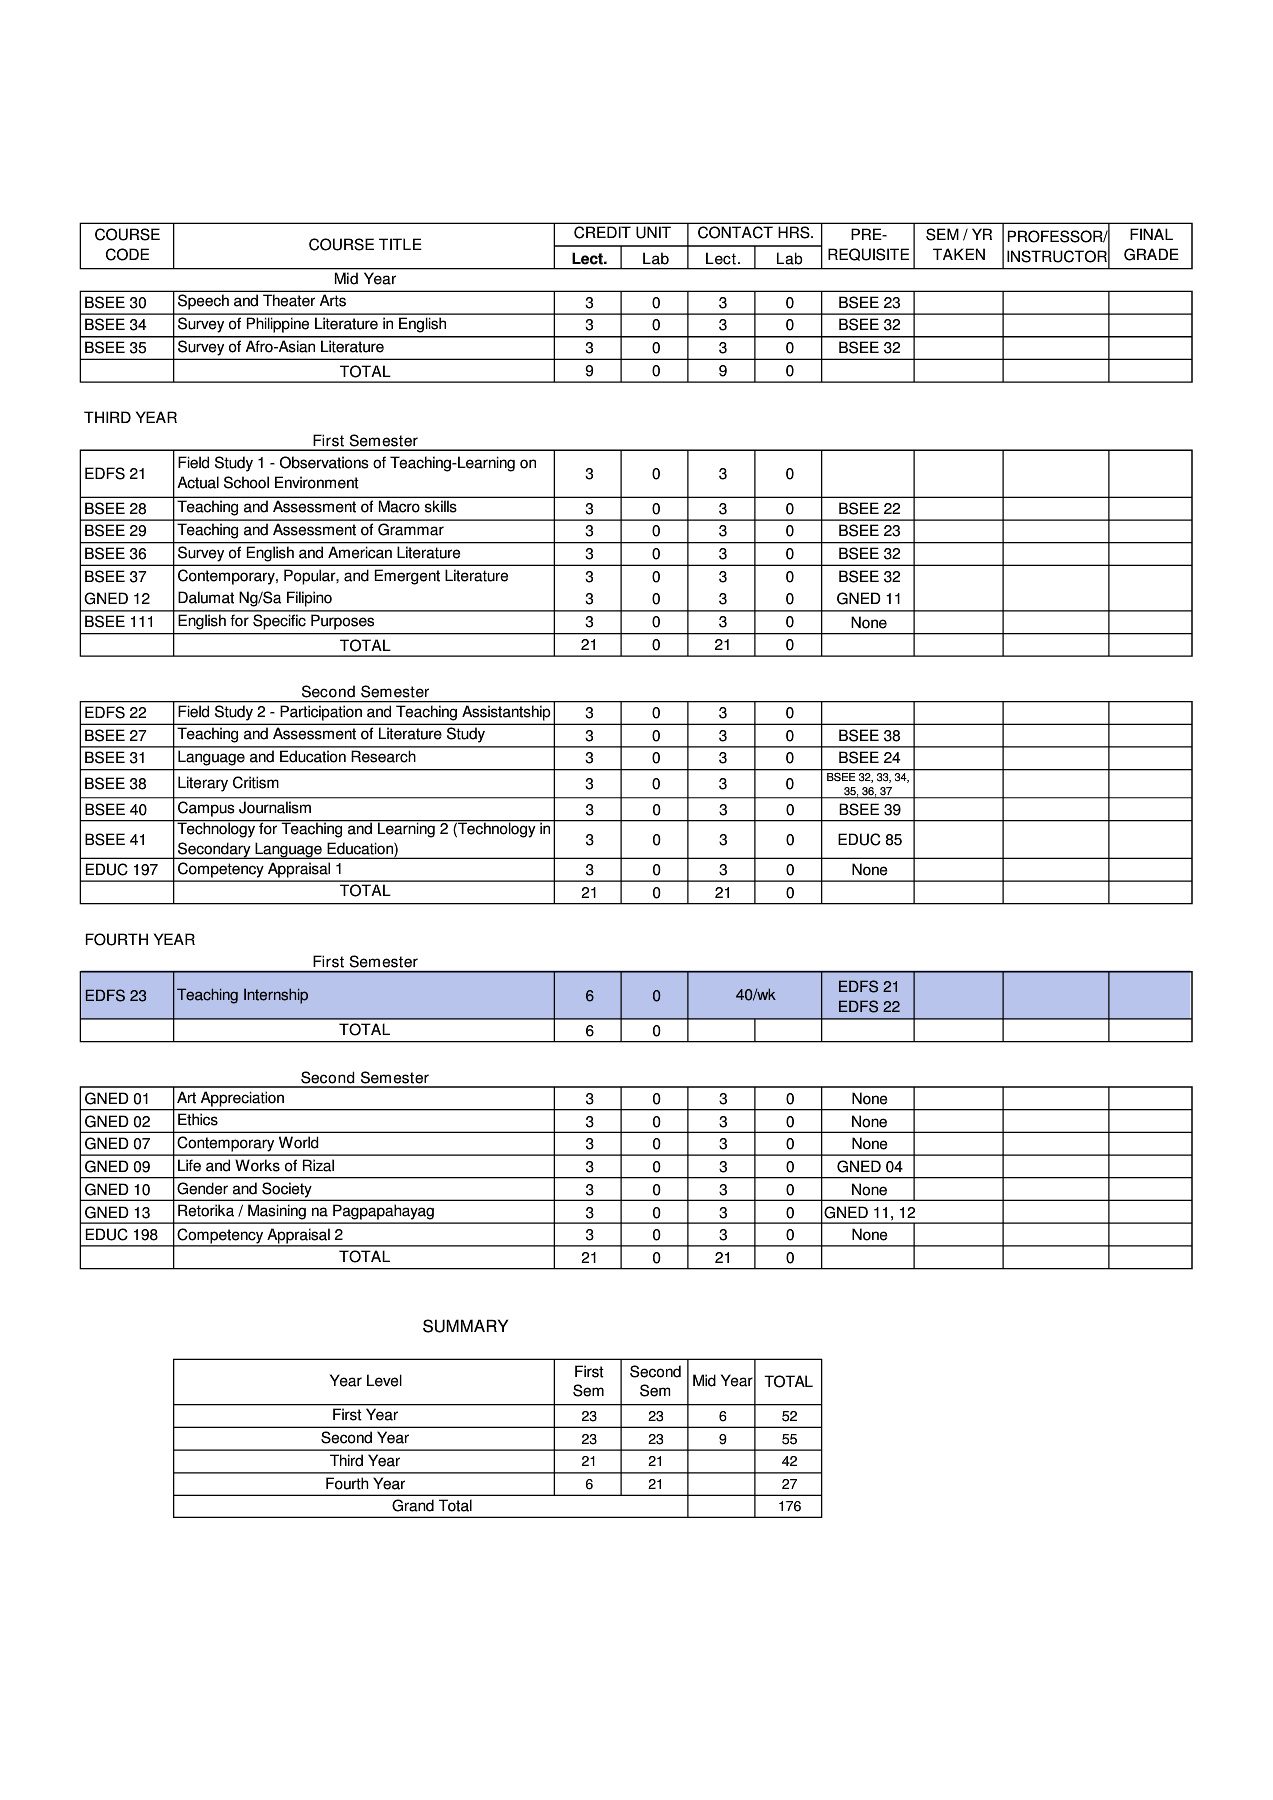 COURSE CODE COURSE TITLE CREDIT UNIT CONTACT HRS. PRE-REQUISITE SEM / YR TAKEN PROFESSOR/ INSTRUCTOR FINAL GRADE
Lect. Lab Lect. Lab
Mid Year
BSEE 30 Speech and Theater Arts 3 0 3 0 BSEE 23
BSEE 34 Survey of Philippine Literature in English 3 0 3 0 BSEE 32
BSEE 35 Survey of Afro-Asian Literature 3 0 3 0 BSEE 32
TOTAL 9 0 9 0
THIRD YEAR
First Semester
EDFS 21 Field Study 1 - Observations of Teaching-Learning on Actual School Environment 3 0 3 0
BSEE 28 Teaching and Assessment of Macro skills 3 0 3 0 BSEE 22
BSEE 29 Teaching and Assessment of Grammar 3 0 3 0 BSEE 23
BSEE 36 Survey of English and American Literature 3 0 3 0 BSEE 32
BSEE 37 Contemporary, Popular, and Emergent Literature 3 0 3 0 BSEE 32
GNED 12 Dalumat Ng/Sa Filipino 3 0 3 0 GNED 11
BSEE 111 English for Specific Purposes 3 0 3 0 None
TOTAL 21 0 21 0
Second Semester
EDFS 22 Field Study 2 - Participation and Teaching Assistantship 3 0 3 0
BSEE 27 Teaching and Assessment of Literature Study 3 0 3 0 BSEE 38
BSEE 31 Language and Education Research 3 0 3 0 BSEE 24
BSEE 38 Literary Critism 3 0 3 0 BSEE 32, 33, 34, 35, 36, 37
BSEE 40 Campus Journalism 3 0 3 0 BSEE 39
BSEE 41 Technology for Teaching and Learning 2 (Technology in Secondary Language Education) 3 0 3 0 EDUC 85
EDUC 197 Competency Appraisal 1 3 0 3 0 None
TOTAL 21 0 21 0
FOURTH YEAR
First Semester
EDFS 23 Teaching Internship 6 0 40/wk EDFS 21 EDFS 22
TOTAL 6 0
Second Semester
GNED 01 Art Appreciation 3 0 3 0 None
GNED 02 Ethics 3 0 3 0 None
GNED 07 Contemporary World 3 0 3 0 None
GNED 09 Life and Works of Rizal 3 0 3 0 GNED 04
GNED 10 Gender and Society 3 0 3 0 None
GNED 13 Retorika / Masining na Pagpapahayag 3 0 3 0 GNED 11, 12
EDUC 198 Competency Appraisal 2 3 0 3 0 None
TOTAL 21 0 21 0
SUMMARY
Year Level First Sem Second Sem Mid Year TOTAL
First Year 23 23 6 52
Second Year 23 23 9 55
Third Year 21 21 42
Fourth Year 6 21 27
Grand Total 176